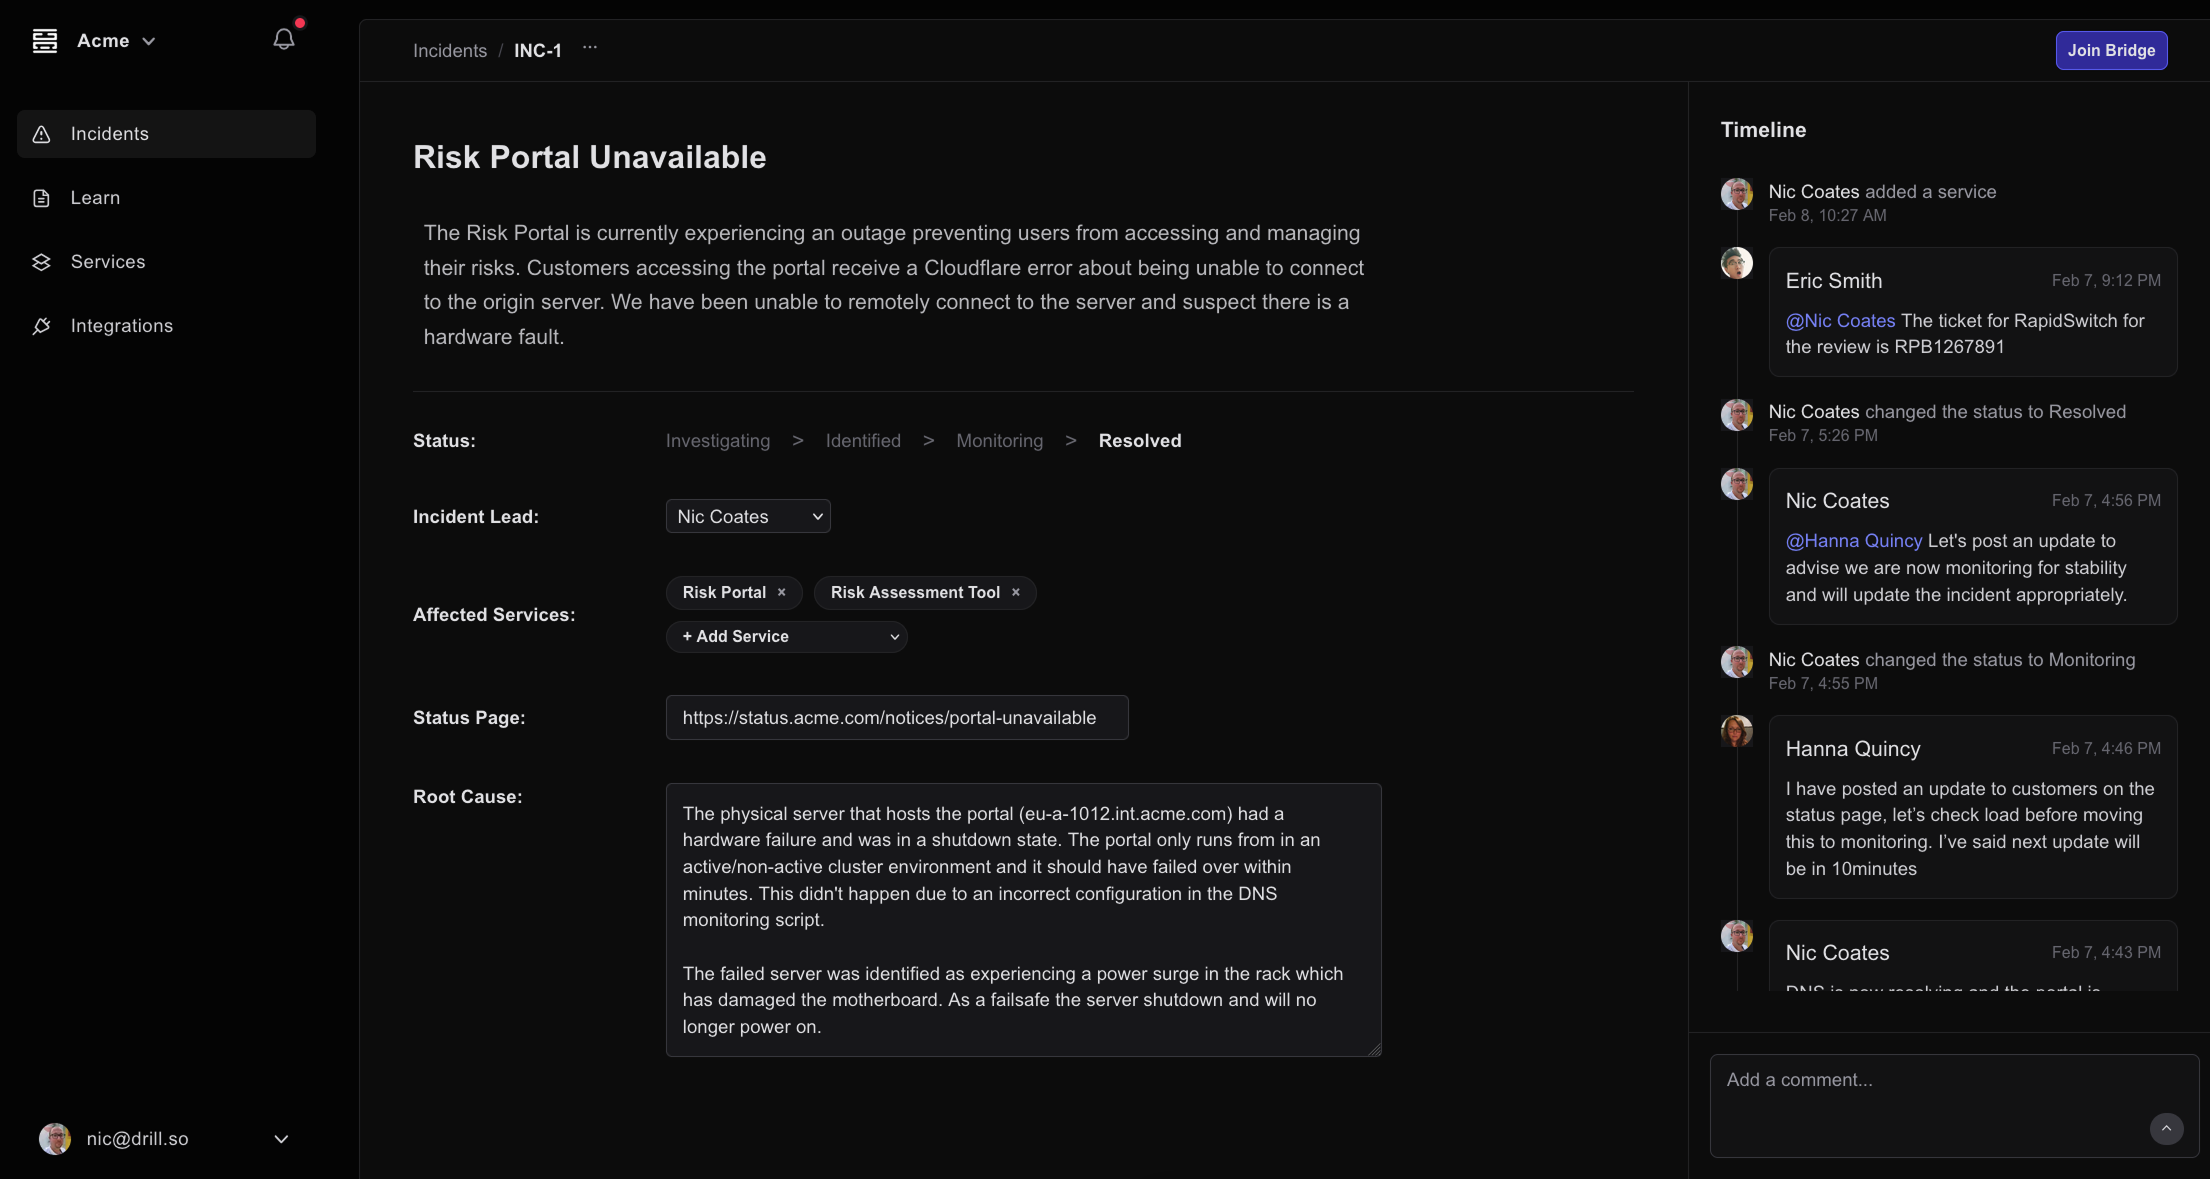 Acme
Incidents
Learn
Services
Integrations
nic@drill.so
Incidents / INC-1 ...
Join Bridge
Risk Portal Unavailable
The Risk Portal is currently experiencing an outage preventing users from accessing and managing
their risks. Customers accessing the portal receive a Cloudflare error about being unable to connect
to the origin server. We have been unable to remotely connect to the server and suspect there is a
hardware fault.
Status: Investigating > Identified > Monitoring > Resolved
Incident Lead: Nic Coates
Affected Services:
Risk Portal × Risk Assessment Tool ×
+ Add Service
Status Page: https://status.acme.com/notices/portal-unavailable
Root Cause:
The physical server that hosts the portal (eu-a-1012.int.acme.com) had a
hardware failure and was in a shutdown state. The portal only runs from in an
active/non-active cluster environment and it should have failed over within
minutes. This didn't happen due to an incorrect configuration in the DNS
monitoring script.
The failed server was identified as experiencing a power surge in the rack which
has damaged the motherboard. As a failsafe the server shutdown and will no
longer power on.
Timeline
Nic Coates added a service
Feb 8, 10:27 AM
Eric Smith Feb 7, 9:12 PM
@Nic Coates The ticket for RapidSwitch for
the review is RPB1267891
Nic Coates changed the status to Resolved
Feb 7, 5:26 PM
Nic Coates Feb 7, 4:56 PM
@Hanna Quincy Let's post an update to
advise we are now monitoring for stability
and will update the incident appropriately.
Nic Coates changed the status to Monitoring
Feb 7, 4:55 PM
Hanna Quincy Feb 7, 4:46 PM
I have posted an update to customers on the
status page, let’s check load before moving
this to monitoring. I’ve said next update will
be in 10minutes
Nic Coates Feb 7, 4:43 PM
DNS is now resolving and the portal is
Add a comment...